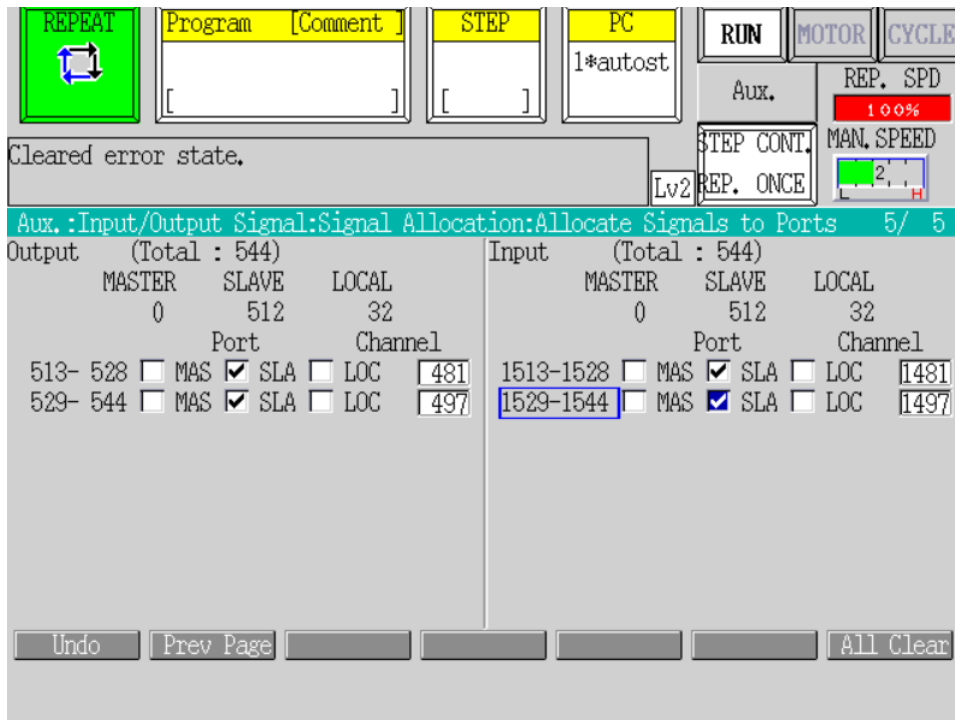 REPEAT
Program [Comment ]
[ ]
STEP
[ ]
PC
1*autost
RUN
MOTOR
CYCLE
Aux.
REP. SPD
100%
Cleared error state.
Lv2
STEP CONT.
REP. ONCE
MAN. SPEED
2
L H
Aux.:Input/Output Signal:Signal Allocation:Allocate Signals to Ports 5/ 5
Output (Total : 544)
MASTER SLAVE LOCAL
0 512 32
Port Channel
513- 528 MAS SLA LOC 481
529- 544 MAS SLA LOC 497
Input (Total : 544)
MASTER SLAVE LOCAL
0 512 32
Port Channel
1513-1528 MAS SLA LOC 1481
1529-1544 MAS SLA LOC 1497
Undo
Prev Page
All Clear